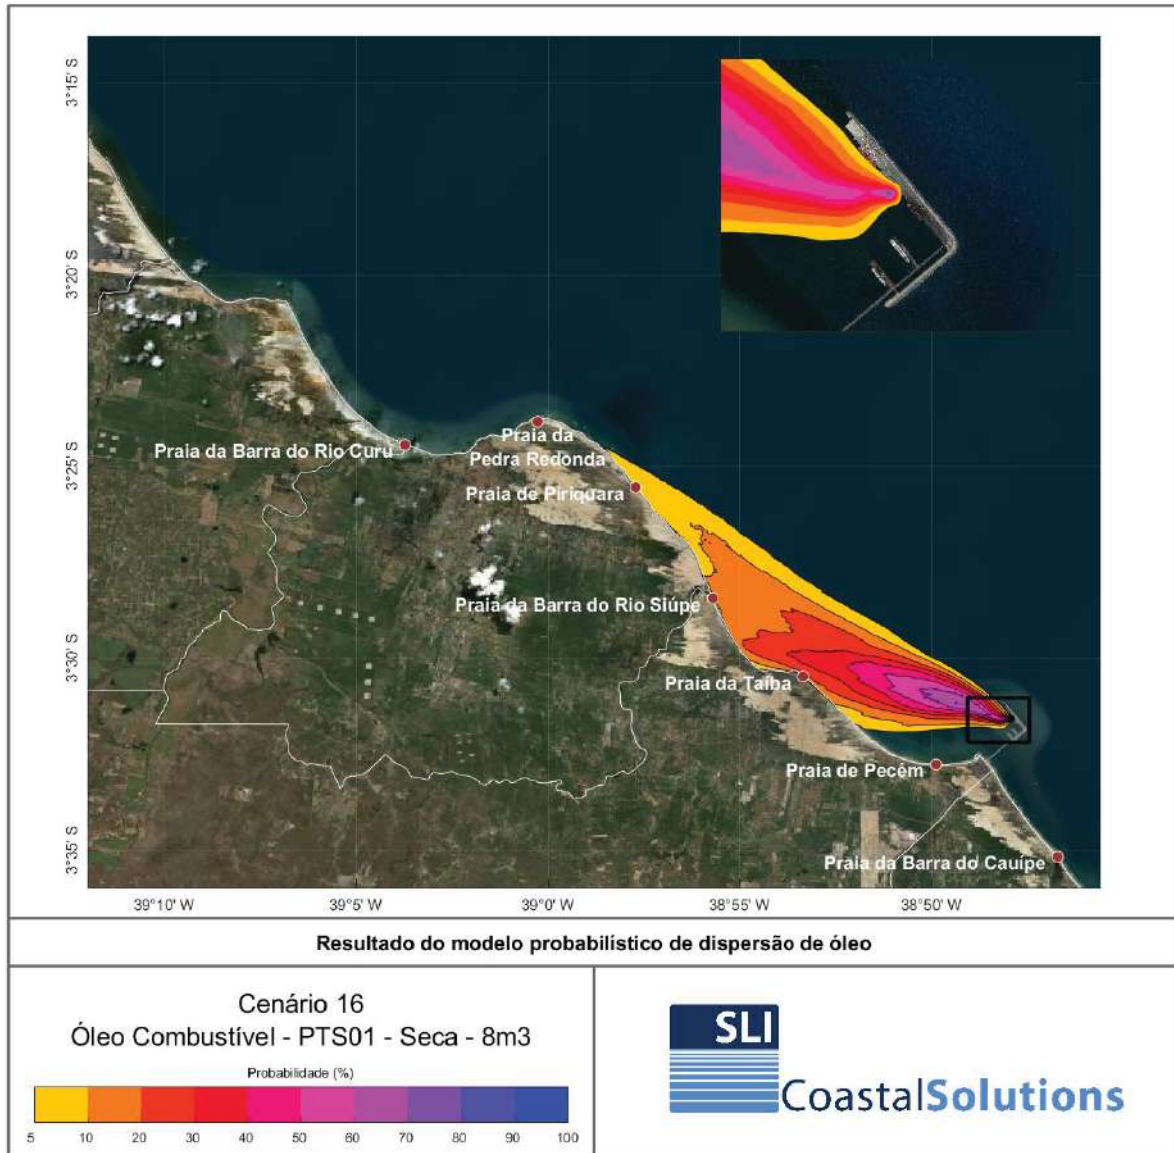 3°15' S
3°20' S
3°25' S
3°30' S
3°35' S
Praia da
Pedra Redonda
Praia da Barra do Rio Curu
Praia de Piriquara
Praia da Barra do Rio Siúpe
Praia da Taíba
Praia de Pecém
Praia da Barra do Cauípe
39°10' W
39°5' W
39°0' W
38°55' W
38°50' W
Resultado do modelo probabilístico de dispersão de óleo
Cenário 16
Óleo Combustível - PTS01 - Seca - 8m3
Probabilidade (%)
5 10 20 30 40 50 60 70 80 90 100
SLI
CoastalSolutions